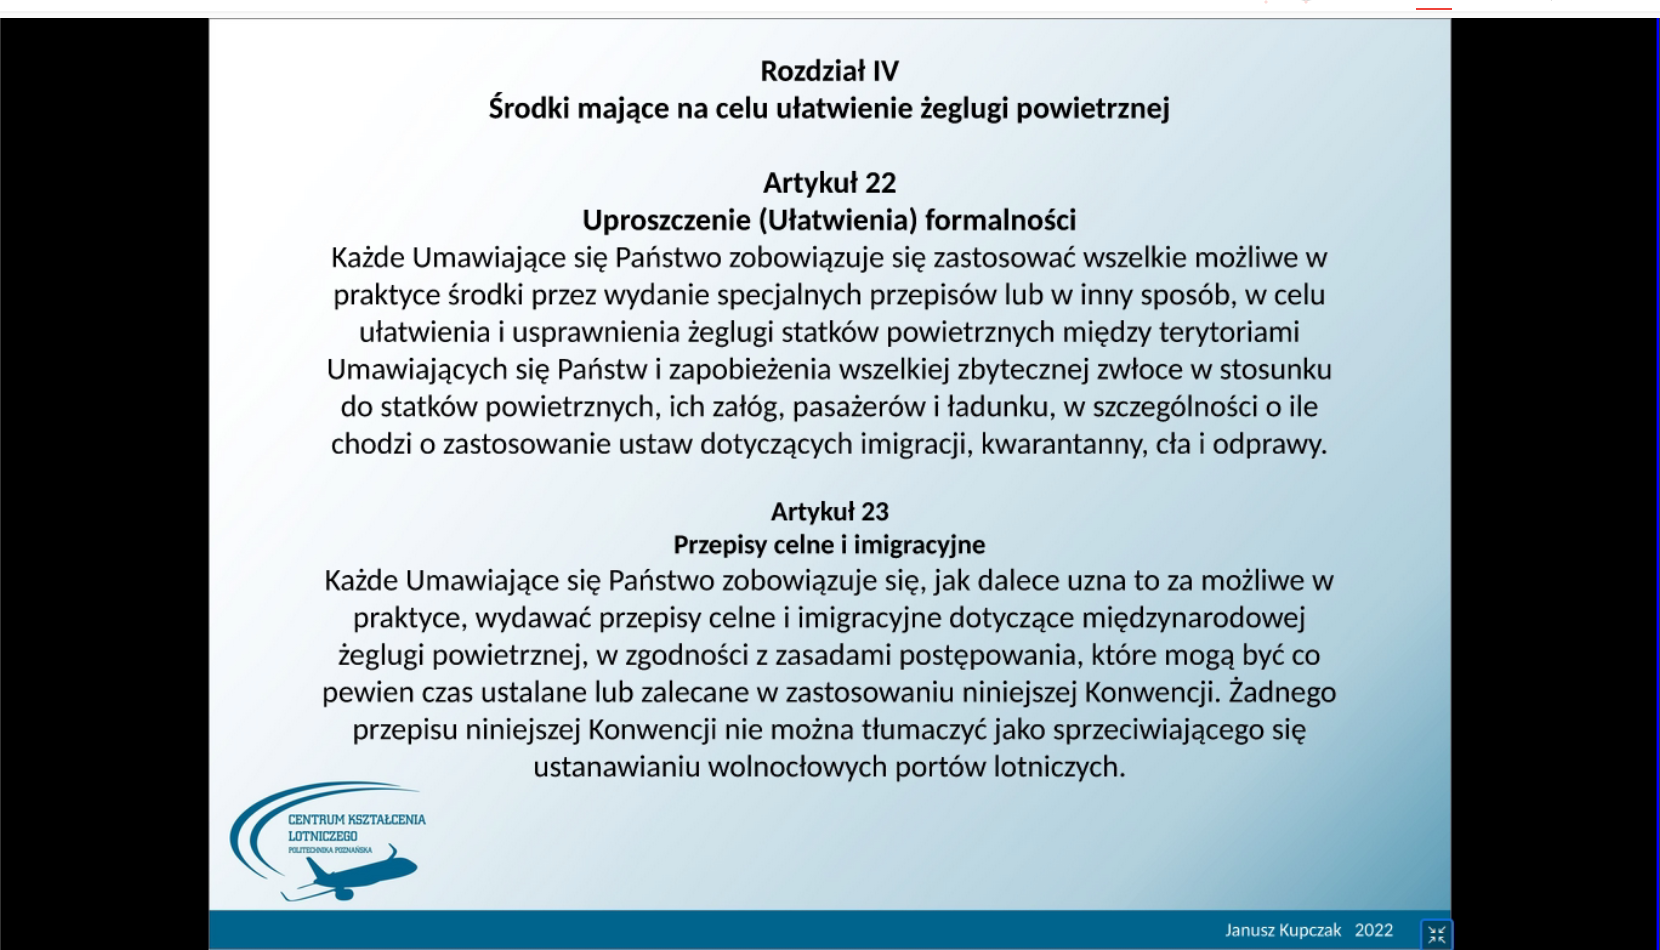 Rozdział IV
Środki mające na celu ułatwienie żeglugi powietrznej
Artykuł 22
Uproszczenie (Ułatwienia) formalności
Każde Umawiające się Państwo zobowiązuje się zastosować wszelkie możliwe w
praktyce środki przez wydanie specjalnych przepisów lub w inny sposób, w celu
ułatwienia i usprawnienia żeglugi statków powietrznych między terytoriami
Umawiających się Państw i zapobieżenia wszelkiej zbytecznej zwłoce w stosunku
do statków powietrznych, ich załóg, pasażerów i ładunku, w szczególności o ile
chodzi o zastosowanie ustaw dotyczących imigracji, kwarantanny, cła i odprawy.
Artykuł 23
Przepisy celne i imigracyjne
Każde Umawiające się Państwo zobowiązuje się, jak dalece uzna to za możliwe w
praktyce, wydawać przepisy celne i imigracyjne dotyczące międzynarodowej
żeglugi powietrznej, w zgodności z zasadami postępowania, które mogą być co
pewien czas ustalane lub zalecane w zastosowaniu niniejszej Konwencji. Żadnego
przepisu niniejszej Konwencji nie można tłumaczyć jako sprzeciwiającego się
ustanawianiu wolnocłowych portów lotniczych.
CENTRUM KSZTAŁCENIA
LOTNICZEGO
POLITECHNIKA POZNAŃSKA
Janusz Kupczak 2022